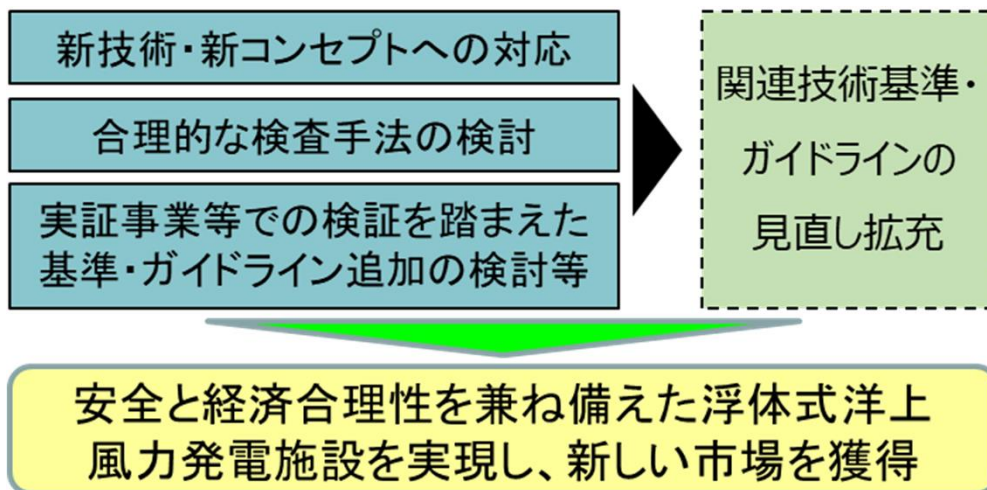 新技術・新コンセプトへの対応
合理的な検査手法の検討
実証事業等での検証を踏まえた
基準・ガイドライン追加の検討等
関連技術基準・
ガイドラインの
見直し拡充
安全と経済合理性を兼ね備えた浮体式洋上
風力発電施設を実現し、新しい市場を獲得